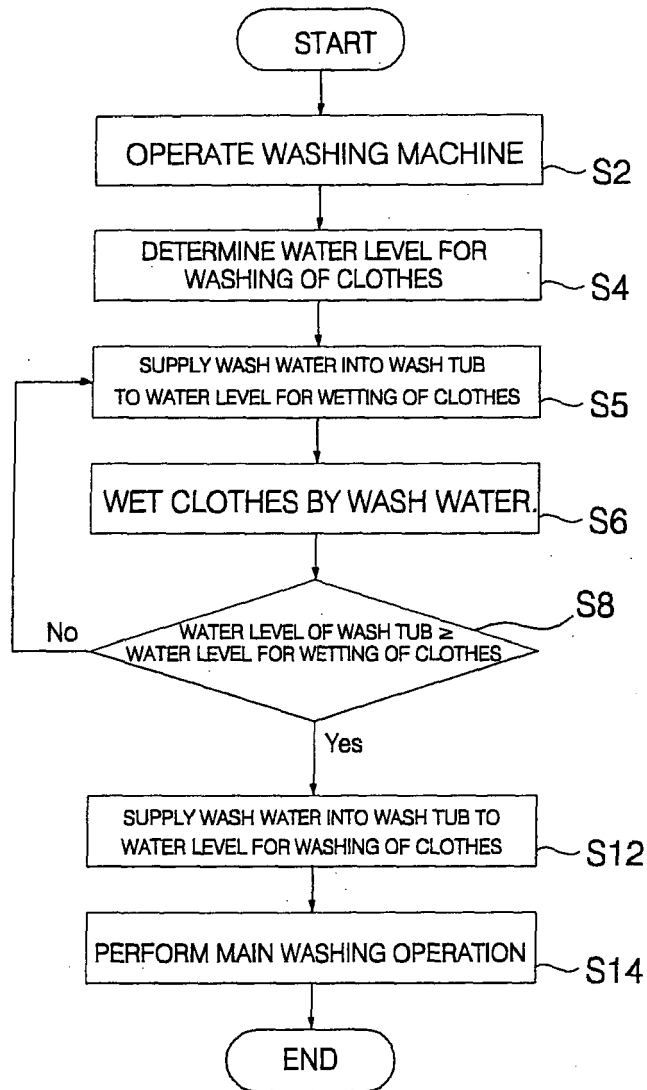 START
OPERATE WASHING MACHINE
S2
DETERMINE WATER LEVEL FOR
WASHING OF CLOTHES
S4
SUPPLY WASH WATER INTO WASH TUB
TO WATER LEVEL FOR WETTING OF CLOTHES
S5
WET CLOTHES BY WASH WATER.
S6
S8
No
WATER LEVEL OF WASH TUB ≥
WATER LEVEL FOR WETTING OF CLOTHES
Yes
SUPPLY WASH WATER INTO WASH TUB TO
WATER LEVEL FOR WASHING OF CLOTHES
S12
PERFORM MAIN WASHING OPERATION
S14
END